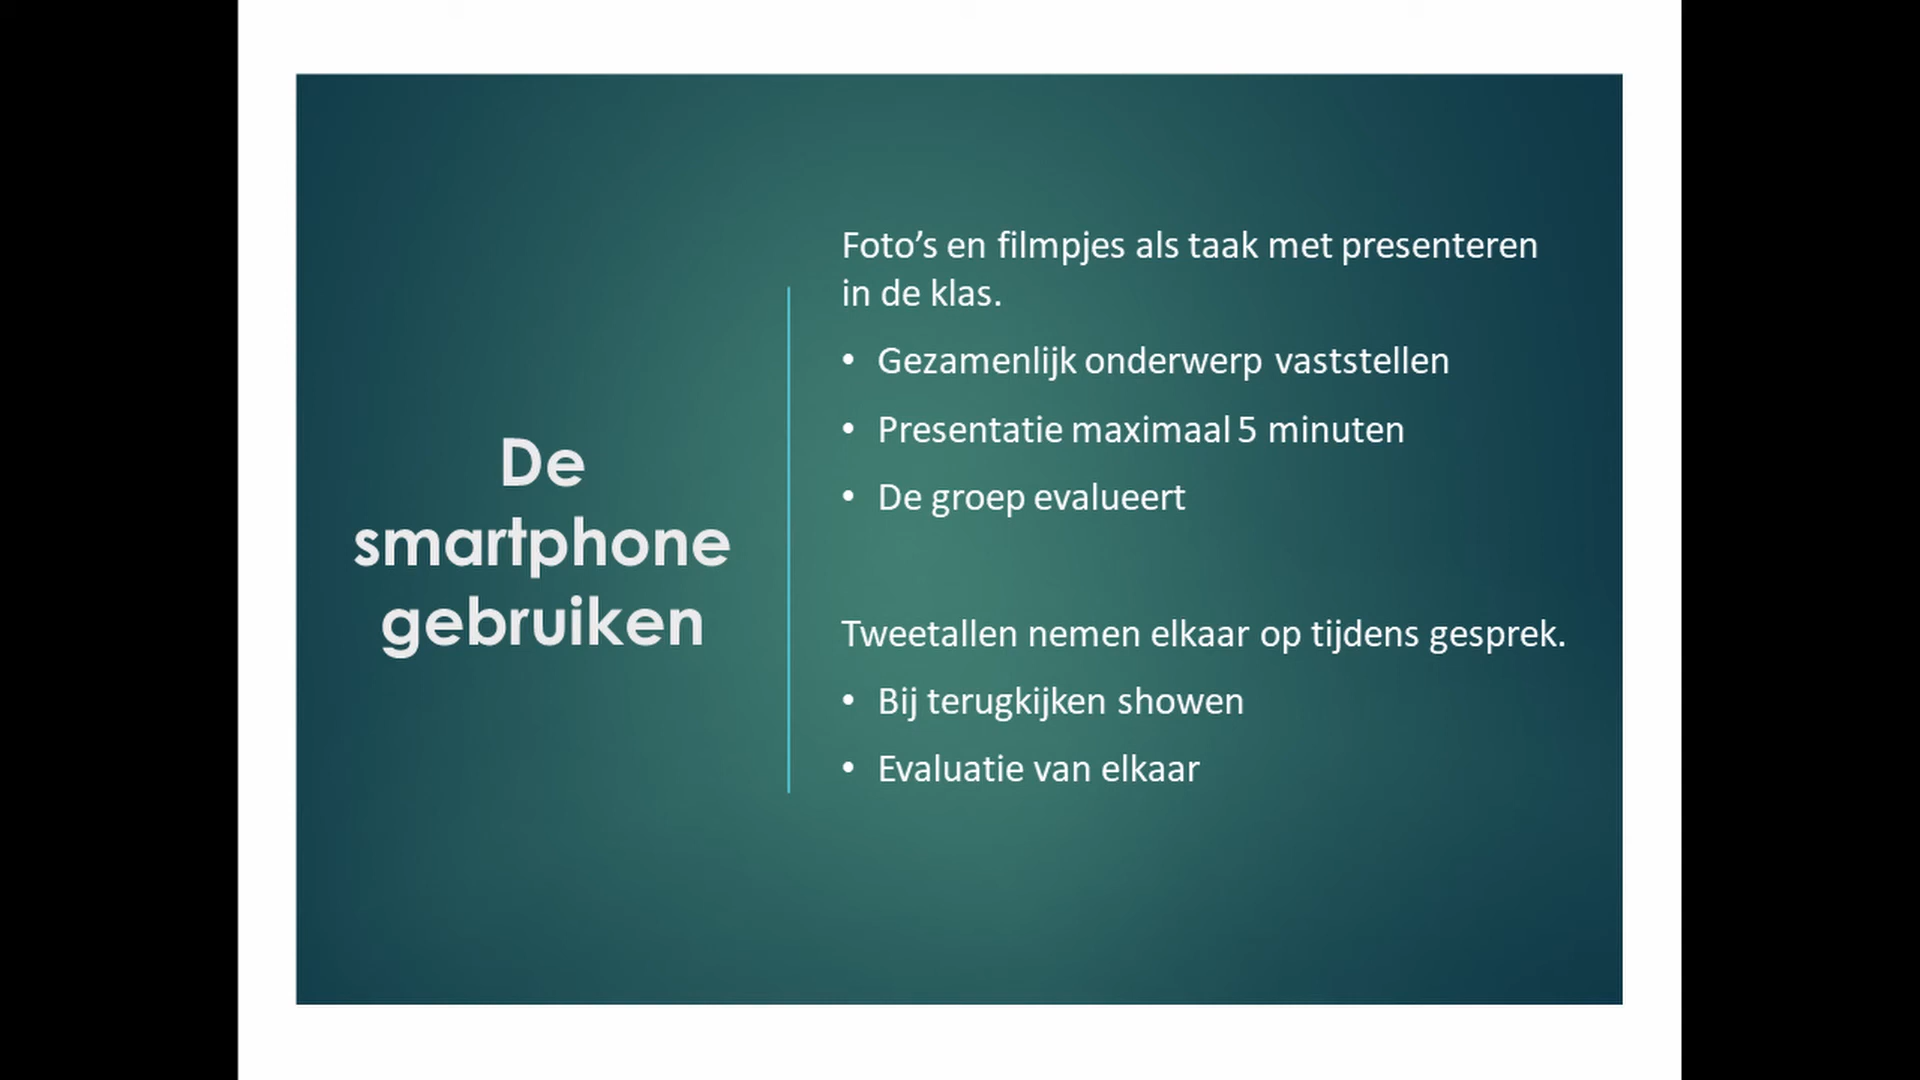 De
smartphone
gebruiken
Foto’s en filmpjes als taak met presenteren
in de klas.
• Gezamenlijk onderwerp vaststellen
• Presentatie maximaal 5 minuten
• De groep evalueert
Tweetallen nemen elkaar op tijdens gesprek.
• Bij terugkijken showen
• Evaluatie van elkaar